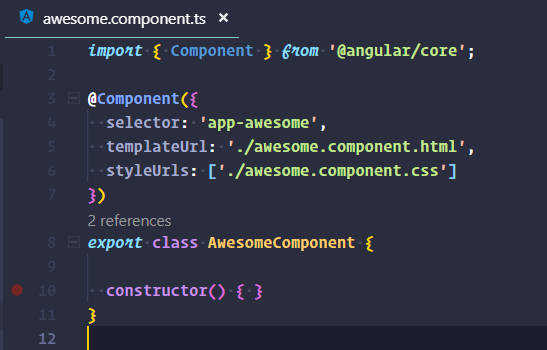 awesome.component.ts ×
1 import { Component } from '@angular/core';
2
3 @Component({
4   selector: 'app-awesome',
5   templateUrl: './awesome.component.html',
6   styleUrls: ['./awesome.component.css']
7 })
2 references
8 export class AwesomeComponent {
9
10   constructor() { }
11 }
12